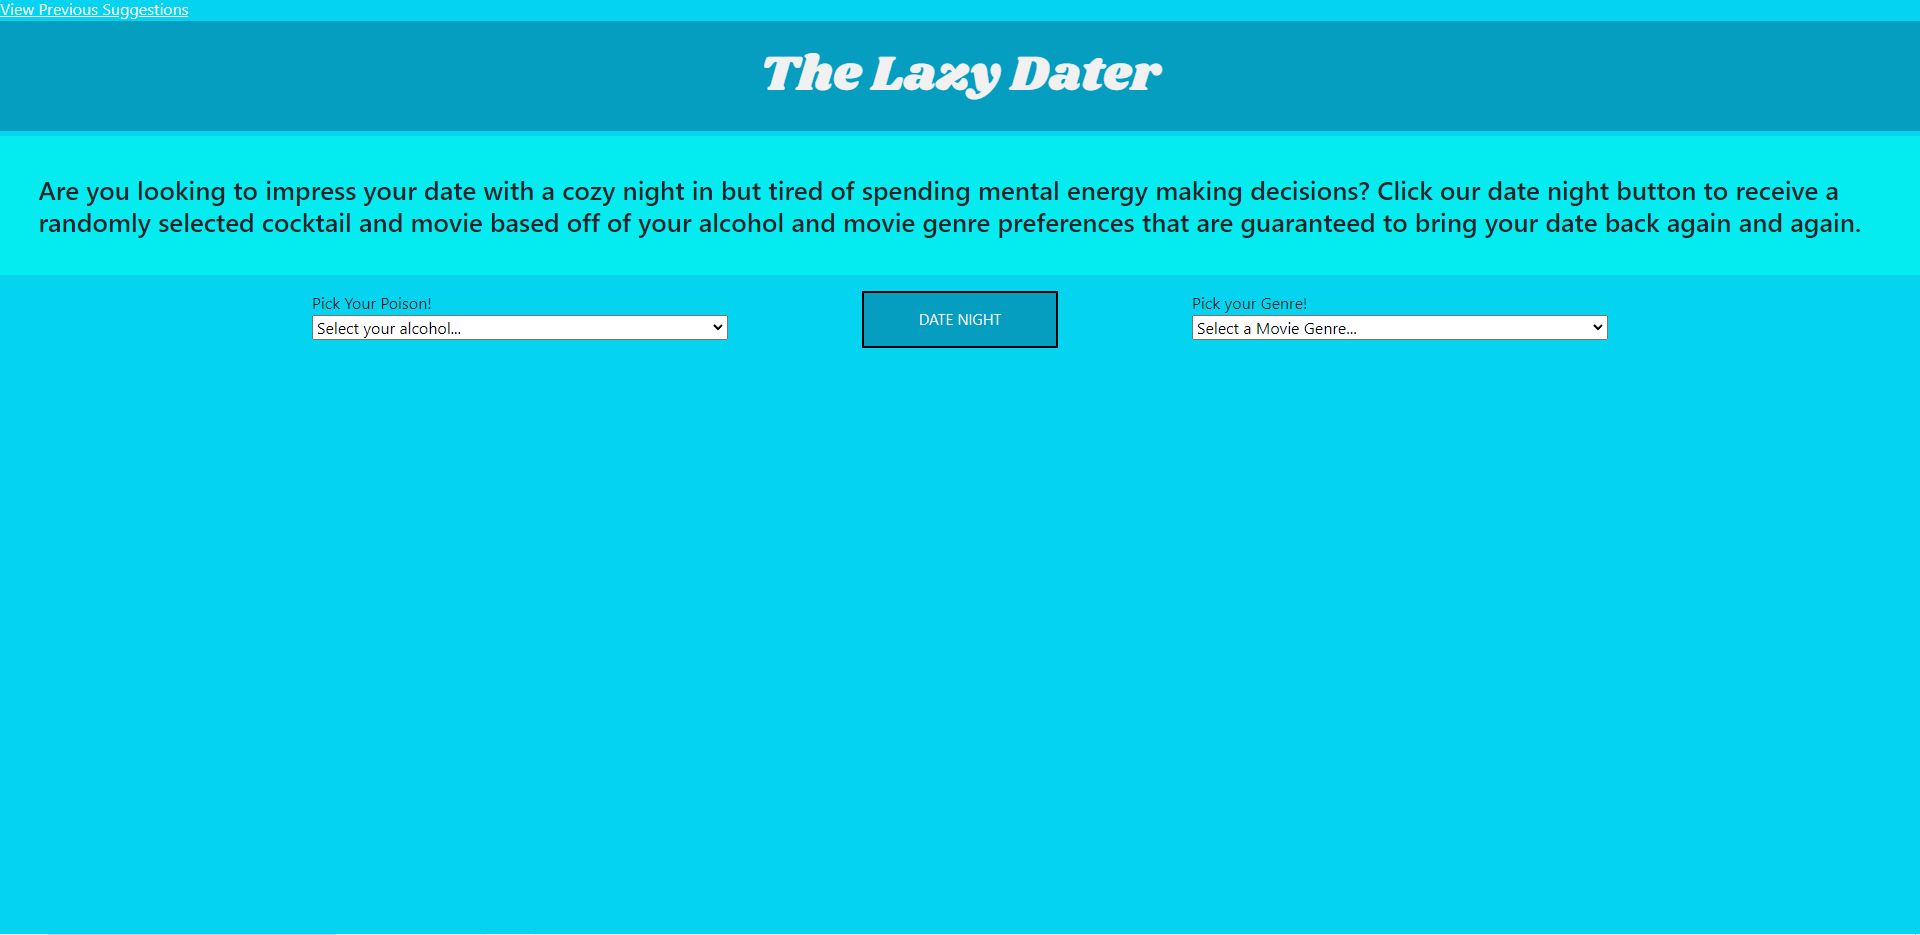 View Previous Suggestions
The Lazy Dater
Are you looking to impress your date with a cozy night in but tired of spending mental energy making decisions? Click our date night button to receive a
randomly selected cocktail and movie based off of your alcohol and movie genre preferences that are guaranteed to bring your date back again and again.
Pick Your Poison!
Select your alcohol...
DATE NIGHT
Pick your Genre!
Select a Movie Genre...